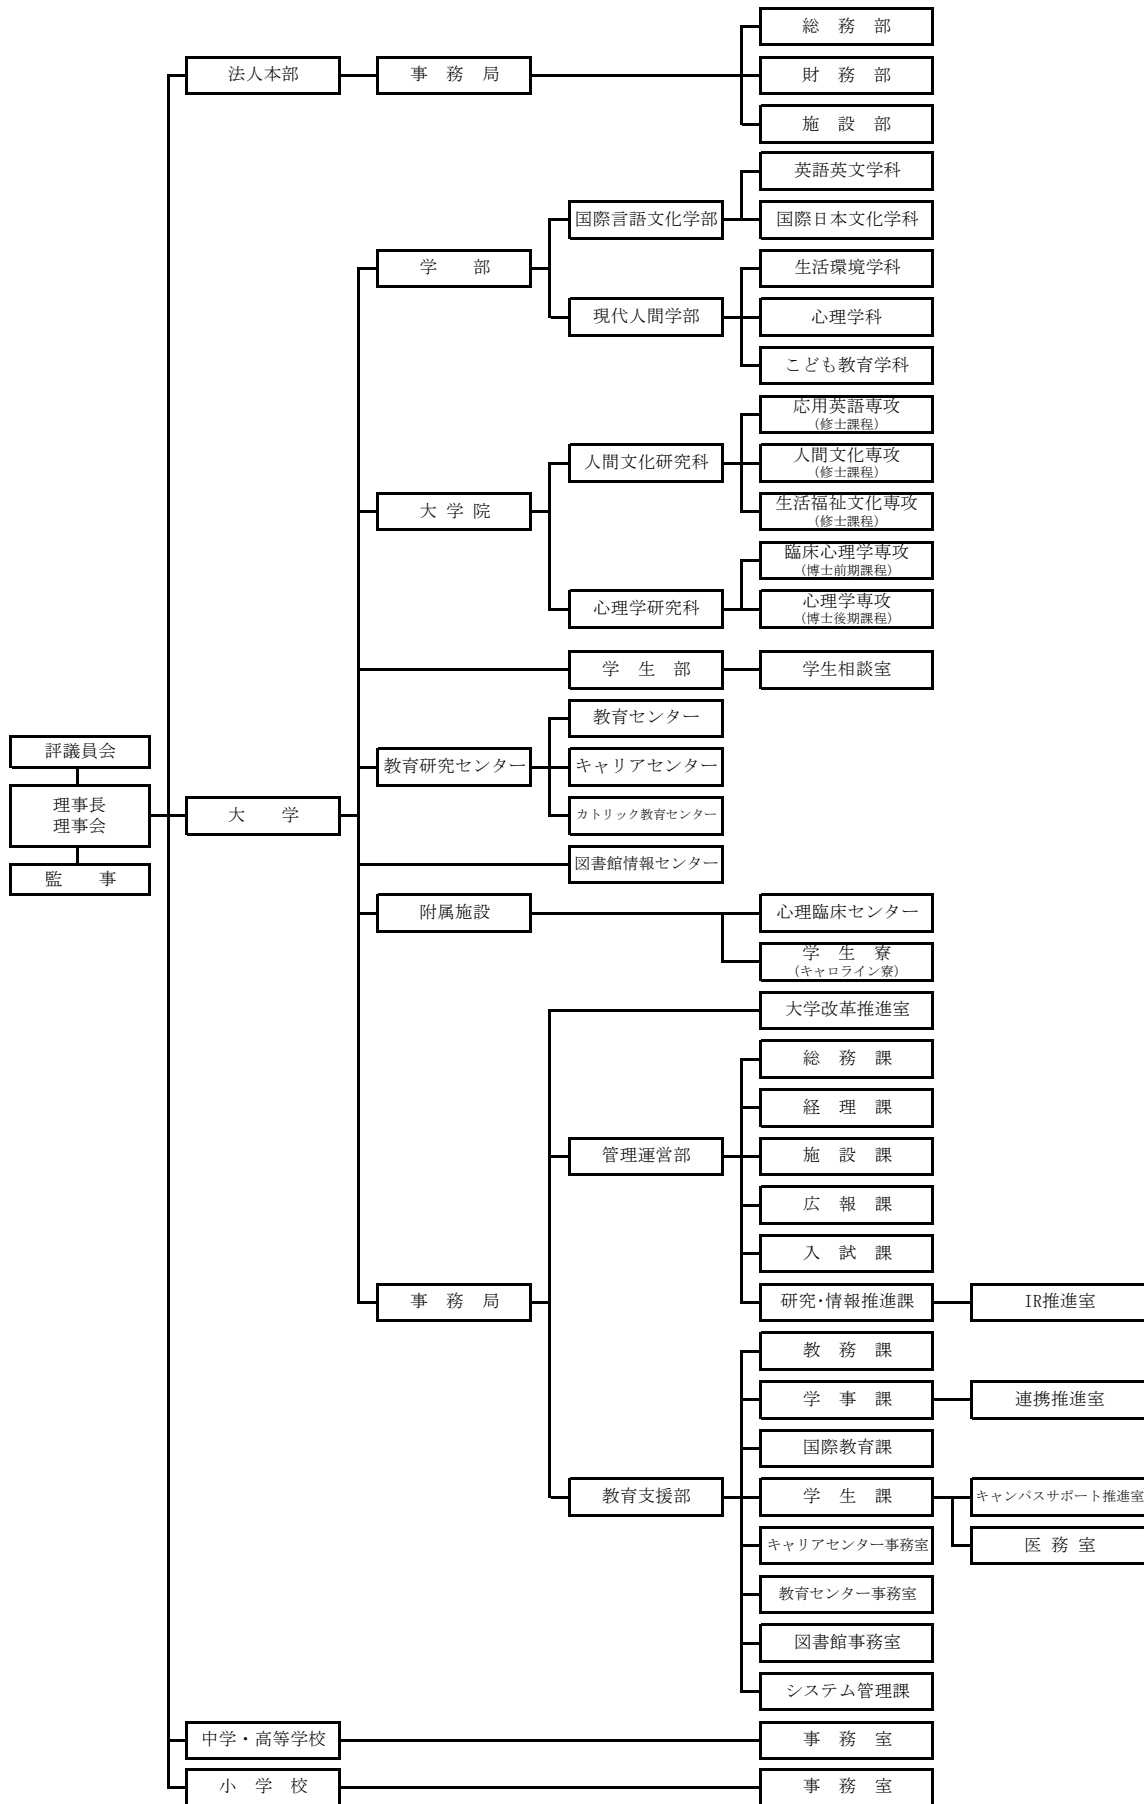 総　務　部
法人本部
事　務　局
財　務　部
施　設　部
英語英文学科
国際言語文化学部
国際日本文化学科
学　　部
生活環境学科
現代人間学部
心理学科
こども教育学科
応用英語専攻
(修士課程)
人間文化研究科
人間文化専攻
(修士課程)
大 学 院
生活福祉文化専攻
(修士課程)
臨床心理学専攻
(博士前期課程)
心理学研究科
心理学専攻
(博士後期課程)
学　生　部
学生相談室
教育センター
評議員会
教育研究センター
キャリアセンター
理事長
理事会
大　　学
カトリック教育センター
図書館情報センター
監　　事
附属施設
心理臨床センター
学　生　寮
(キャロライン寮)
大学改革推進室
総　務　課
経　理　課
管理運営部
施　設　課
広　報　課
入　試　課
事　務　局
研究・情報推進課
IR推進室
教　務　課
学　事　課
連携推進室
国際教育課
教育支援部
学　生　課
キャンパスサポート推進室
キャリアセンター事務室
医 務 室
教育センター事務室
図書館事務室
システム管理課
中学・高等学校
事　務　室
小　学　校
事　務　室